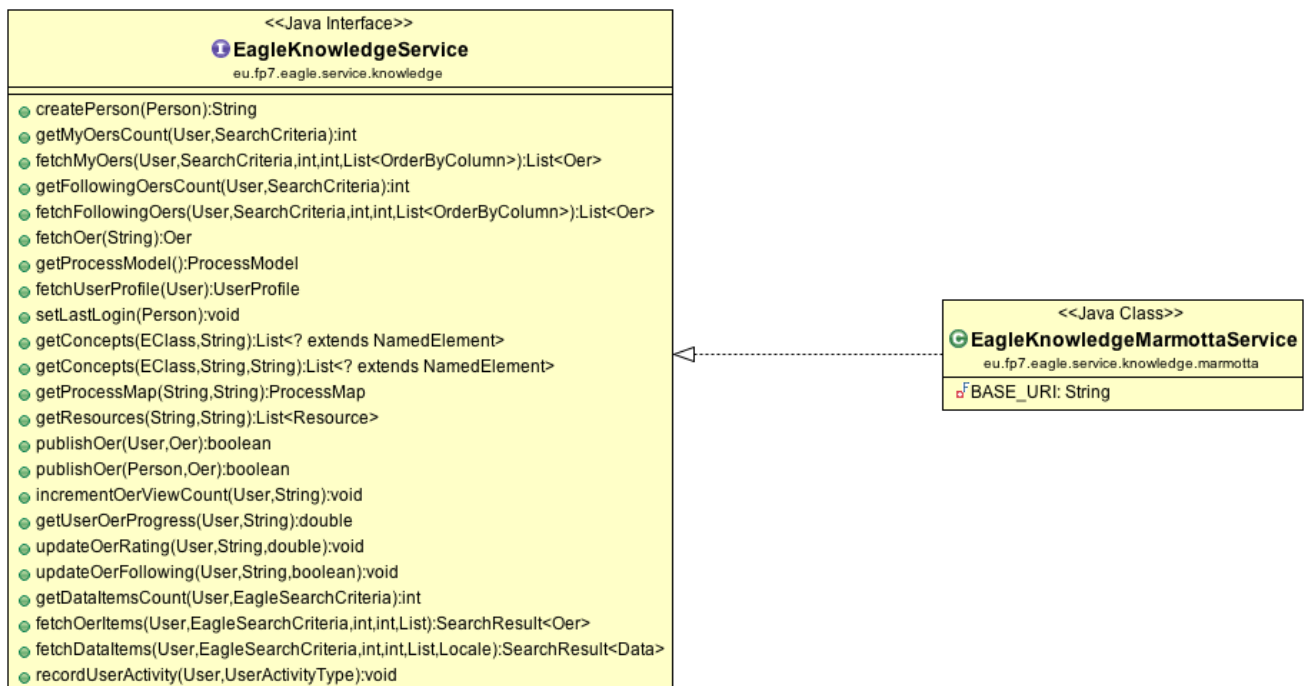 <<Java Interface>>
I EagleKnowledgeService
eu.fp7.eagle.service.knowledge
createPerson(Person):String
getMyOersCount(User,SearchCriteria):int
fetchMyOers(User,SearchCriteria,int,int,List<OrderByColumn>):List<Oer>
getFollowingOersCount(User,SearchCriteria):int
fetchFollowingOers(User,SearchCriteria,int,int,List<OrderByColumn>):List<Oer>
fetchOer(String):Oer
getProcessModel():ProcessModel
fetchUserProfile(User):UserProfile
setLastLogin(Person):void
getConcepts(EClass,String):List<? extends NamedElement>
getConcepts(EClass,String,String):List<? extends NamedElement>
getProcessMap(String,String):ProcessMap
getResources(String,String):List<Resource>
publishOer(User,Oer):boolean
publishOer(Person,Oer):boolean
incrementOerViewCount(User,String):void
getUserOerProgress(User,String):double
updateOerRating(User,String,double):void
updateOerFollowing(User,String,boolean):void
getDataItemsCount(User,EagleSearchCriteria):int
fetchOerItems(User,EagleSearchCriteria,int,int,List):SearchResult<Oer>
fetchDataItems(User,EagleSearchCriteria,int,int,List,Locale):SearchResult<Data>
recordUserActivity(User,UserActivityType):void
<<Java Class>>
C EagleKnowledgeMarmottaService
eu.fp7.eagle.service.knowledge.marmotta
F BASE_URI: String